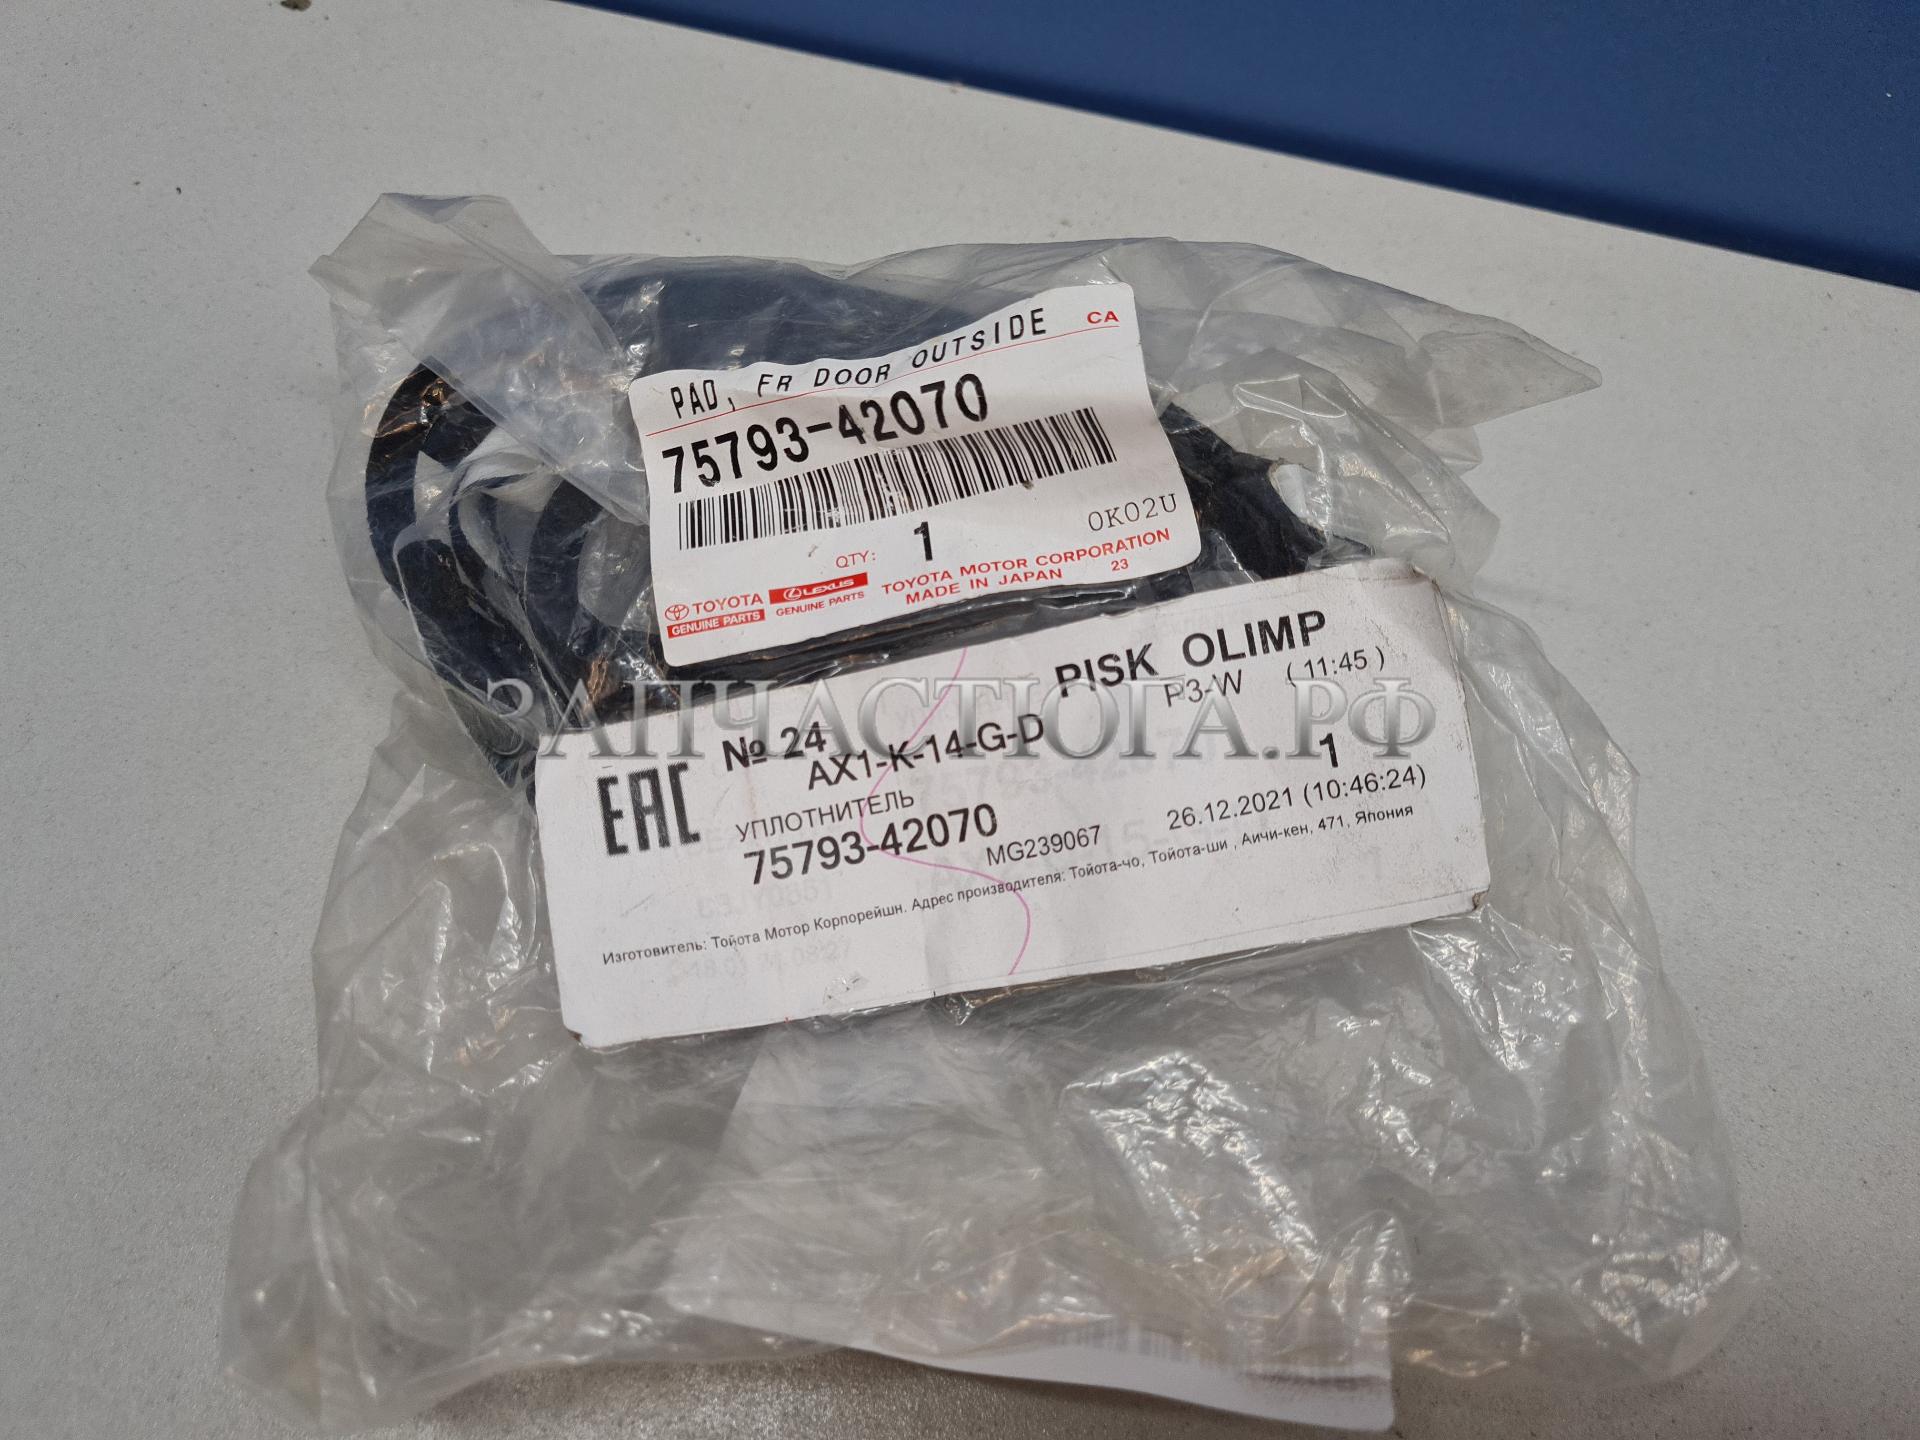 PAD, FR DOOR OUTSIDE CA
75793-42070
QTY: 1 0K02U
TOYOTA
GENUINE PARTS
LEXUS
GENUINE PARTS
TOYOTA MOTOR CORPORATION
MADE IN JAPAN 23
PISK OLIMP
№ 24 P3-W (11:45)
AX1-K-14-G-D 1
EAC
УПЛОТНИТЕЛЬ
75793-42070 MG239067 26.12.2021 (10:46:24)
Изготовитель: Тойота Мотор Корпорейшн. Адрес производителя: Тойота-чо, Тойота-ши , Аичи-кен, 471, Япония
ЗАПЧАСТЮГА.РФ